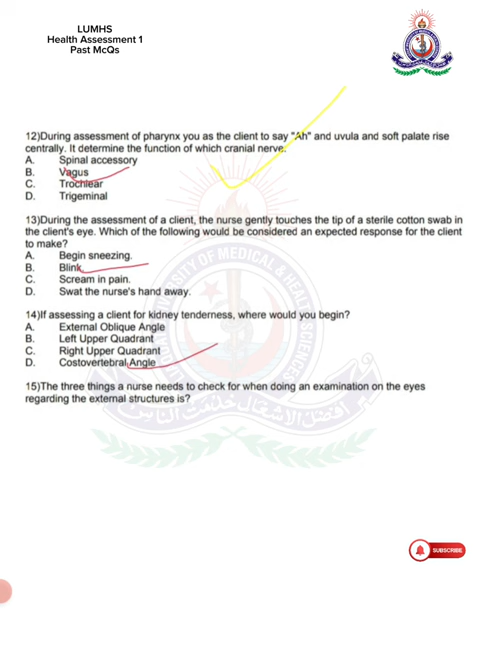 LUMHS
Health Assessment 1
Past McQs
12)During assessment of pharynx you as the client to say "Ah" and uvula and soft palate rise
centrally. It determine the function of which cranial nerve.
A. Spinal accessory
B. Vagus
C. Trochlear
D. Trigeminal
13)During the assessment of a client, the nurse gently touches the tip of a sterile cotton swab in
the client's eye. Which of the following would be considered an expected response for the client
to make?
A. Begin sneezing.
B. Blink
C. Scream in pain.
D. Swat the nurse's hand away.
14)If assessing a client for kidney tenderness, where would you begin?
A. External Oblique Angle
B. Left Upper Quadrant
C. Right Upper Quadrant
D. Costovertebral Angle
15)The three things a nurse needs to check for when doing an examination on the eyes
regarding the external structures is?
SUBSCRIBE